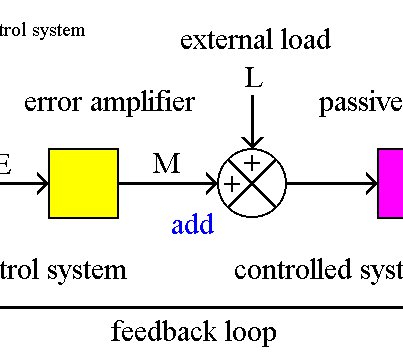 trol system
external load
L
error amplifier
passive
E
M
+
+
add
trol system
controlled syst
feedback loop